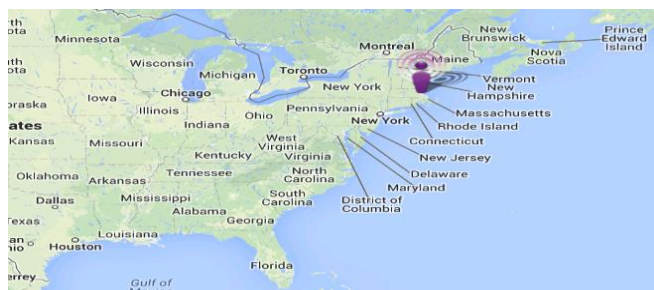 Minnesota
Wisconsin
Michigan
Iowa
Chicago
Illinois
Indiana
Ohio
Toronto
Montreal
Maine
New
Brunswick
Nova
Scotia
Prince
Edward
Island
Vermont
New
Hampshire
New York
Massachusetts
Pennsylvania
New York
Rhode Island
Connecticut
New Jersey
Delaware
Maryland
District of
Columbia
ates
Kansas
Missouri
West
Virginia
Virginia
Kentucky
Oklahoma
Arkansas
Tennessee
North
Carolina
South
Carolina
Dallas
Mississippi
Alabama
Georgia
Texas
Louisiana
Houston
Florida
Gulf of